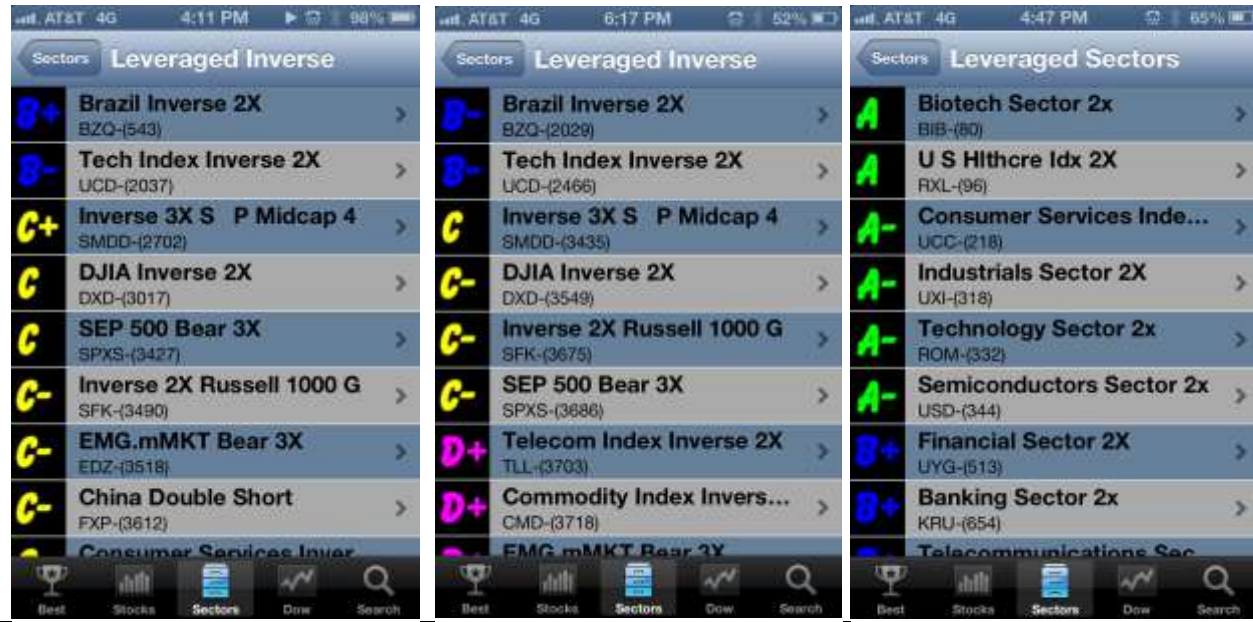 AT&T 4G 4:11 PM 98%
Sectors Leveraged Inverse
B+ Brazil Inverse 2X
BZQ-(543)
B- Tech Index Inverse 2X
UCD-(2037)
C+ Inverse 3X S P Midcap 4
SMDD-(2702)
C DJIA Inverse 2X
DXD-(3017)
C SEP 500 Bear 3X
SPXS-(3427)
C- Inverse 2X Russell 1000 G
SFK-(3490)
C- EMG.mMKT Bear 3X
EDZ-(3518)
C- China Double Short
FXP-(3612)
Consumer Services Inver
Best Stocks Sectors Dow Search
AT&T 4G 6:17 PM 52%
Sectors Leveraged Inverse
B- Brazil Inverse 2X
BZQ-(2029)
B- Tech Index Inverse 2X
UCD-(2466)
C Inverse 3X S P Midcap 4
SMDD-(3435)
C- DJIA Inverse 2X
DXD-(3549)
C- Inverse 2X Russell 1000 G
SFK-(3675)
C- SEP 500 Bear 3X
SPXS-(3686)
D+ Telecom Index Inverse 2X
TLL-(3703)
D+ Commodity Index Invers...
CMD-(3718)
EMG.mMKT Bear 3X
Best Stocks Sectors Dow Search
AT&T 4G 4:47 PM 65%
Sectors Leveraged Sectors
A Biotech Sector 2x
BIB-(80)
A U S Hlthcre Idx 2X
RXL-(96)
A- Consumer Services Inde...
UCC-(218)
A- Industrials Sector 2X
UXI-(318)
A- Technology Sector 2x
ROM-(332)
A- Semiconductors Sector 2x
USD-(344)
B+ Financial Sector 2X
UYG-(513)
B+ Banking Sector 2x
KRU-(654)
Telecommunications Sec
Best Stocks Sectors Dow Search